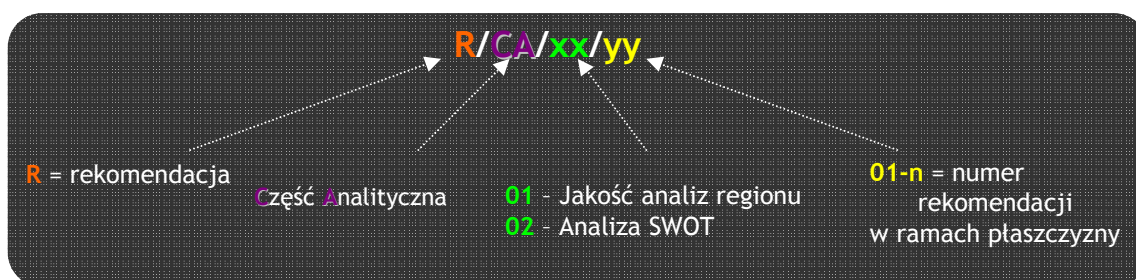 R/CA/xx/yy
R = rekomendacja
Część Analityczna
01 – Jakość analiz regionu
02 – Analiza SWOT
01-n = numer
rekomendacji
w ramach płaszczyzny